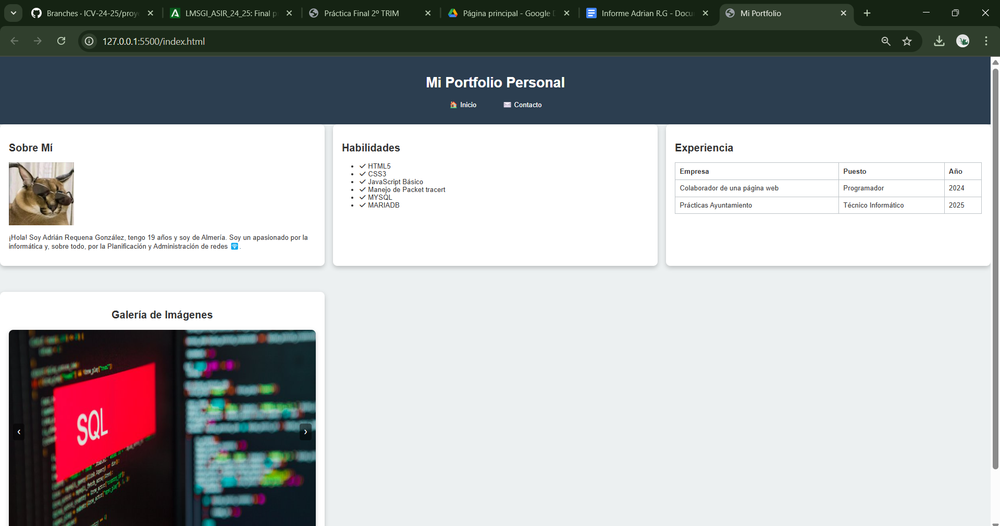 Branches · ICV-24-25/proye
LMSGI_ASIR_24_25: Final p
Práctica Final 2º TRIM
Página principal - Google D
Informe Adrian R.G - Docu
Mi Portfolio
127.0.0.1:5500/index.html
Mi Portfolio Personal
🏠 Inicio
✉️ Contacto
Sobre Mí
¡Hola! Soy Adrián Requena González, tengo 19 años y soy de Almería. Soy un apasionado por la
informática y, sobre todo, por la Planificación y Administración de redes 🛜.
Habilidades
✓ HTML5
✓ CSS3
✓ JavaScript Básico
✓ Manejo de Packet tracert
✓ MYSQL
✓ MARIADB
Experiencia
Empresa Puesto Año
Colaborador de una página web Programador 2024
Prácticas Ayuntamiento Técnico Informático 2025
Galería de Imágenes
SQL